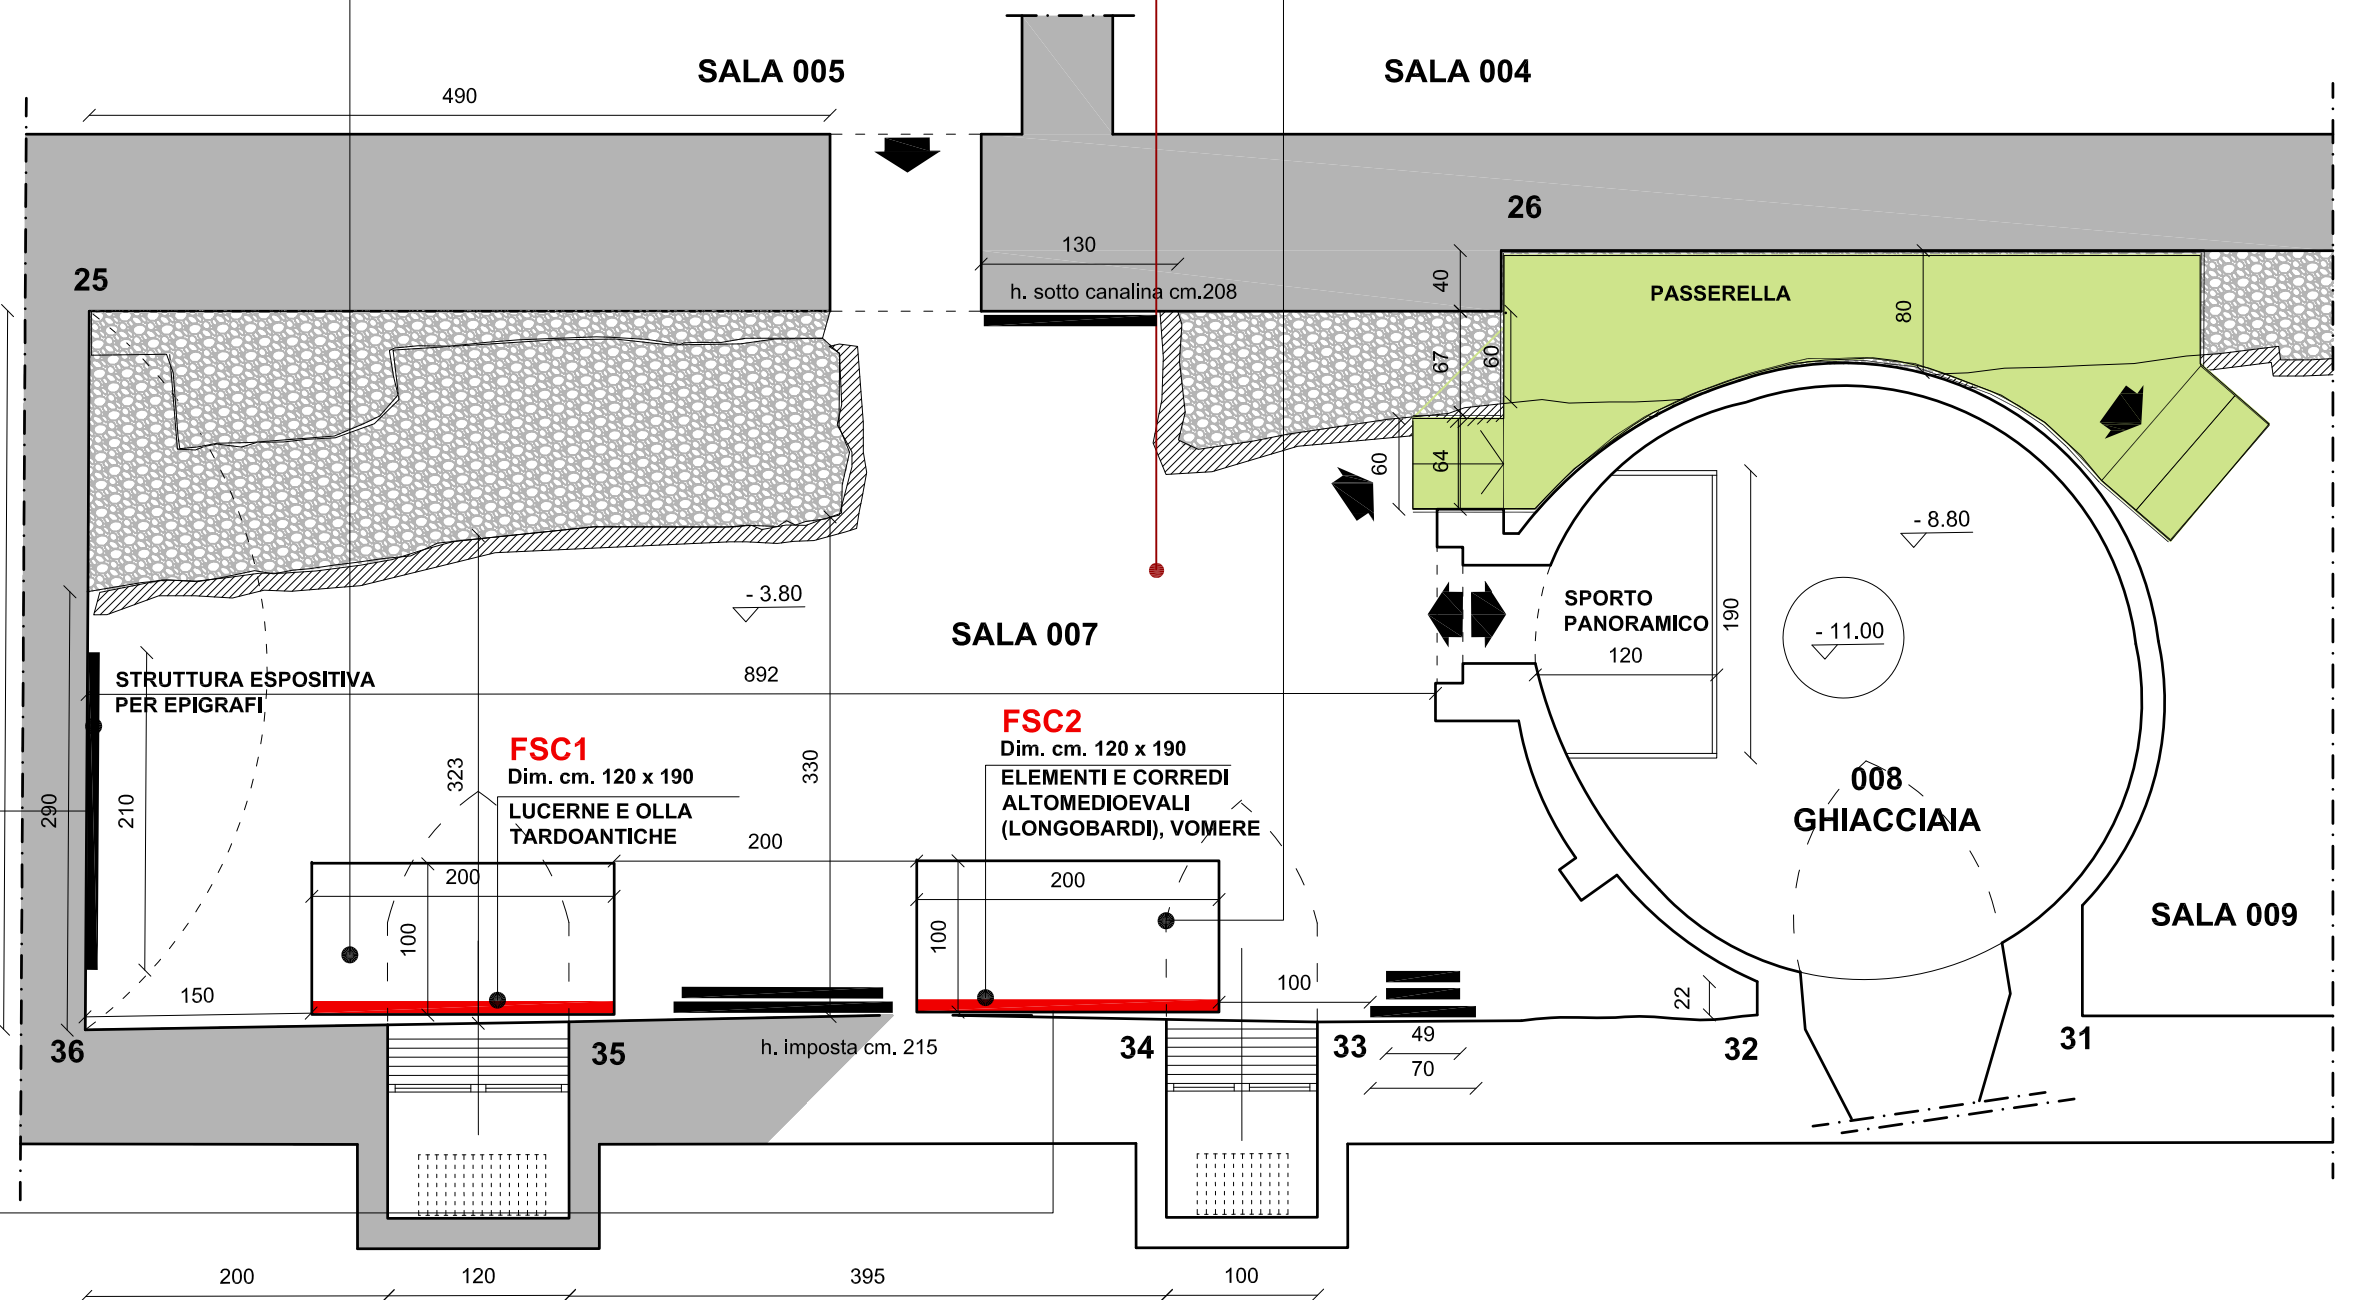 SALA 005
SALA 004
490
26
130
25
40
h. sotto canalina cm.208
PASSERELLA
80
67
60
60
64
- 8.80
- 3.80
SPORTO
PANORAMICO
190
- 11.00
SALA 007
120
892
STRUTTURA ESPOSITIVA
PER EPIGRAFI
FSC1
Dim. cm. 120 x 190
LUCERNE E OLLA
TARDOANTICHE
FSC2
Dim. cm. 120 x 190
ELEMENTI E CORREDI
ALTOMEDIOEVALI
(LONGOBARDI), VOMERE
323
330
290
210
008
GHIACCIAIA
200
200
200
100
100
SALA 009
150
100
22
36
35
h. imposta cm. 215
34
33
49
70
32
31
200
120
395
100